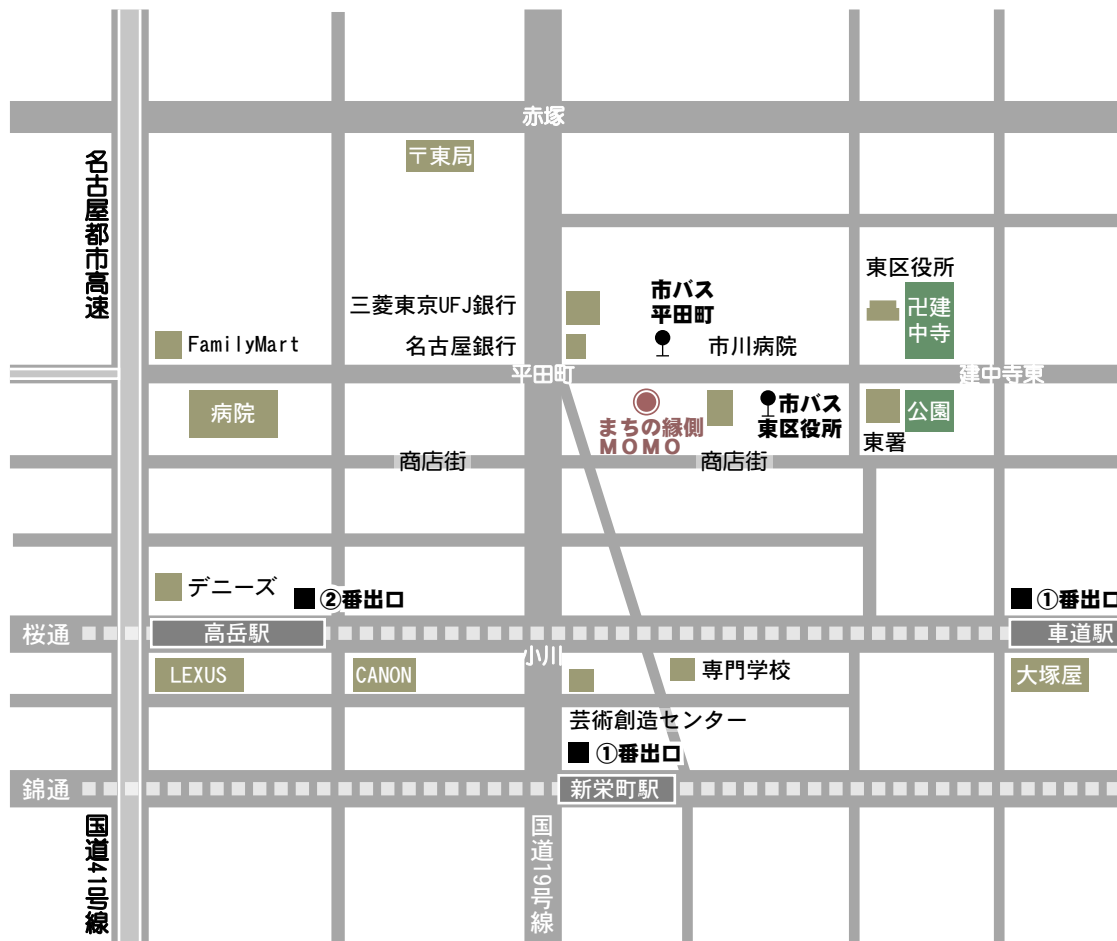 赤塚
〒東局
名古屋都市高速
東区役所
卍建
中寺
市バス
平田町
三菱東京UFJ銀行
FamilyMart
名古屋銀行
市川病院
平田町
建中寺東
病院
まちの縁側
MOMO
市バス
東区役所
公園
東署
商店街
商店街
デニーズ
②番出口
①番出口
桜通
高岳駅
車道駅
小川
LEXUS
CANON
専門学校
大塚屋
芸術創造センター
①番出口
錦通
新栄町駅
国道41号線
国道19号線